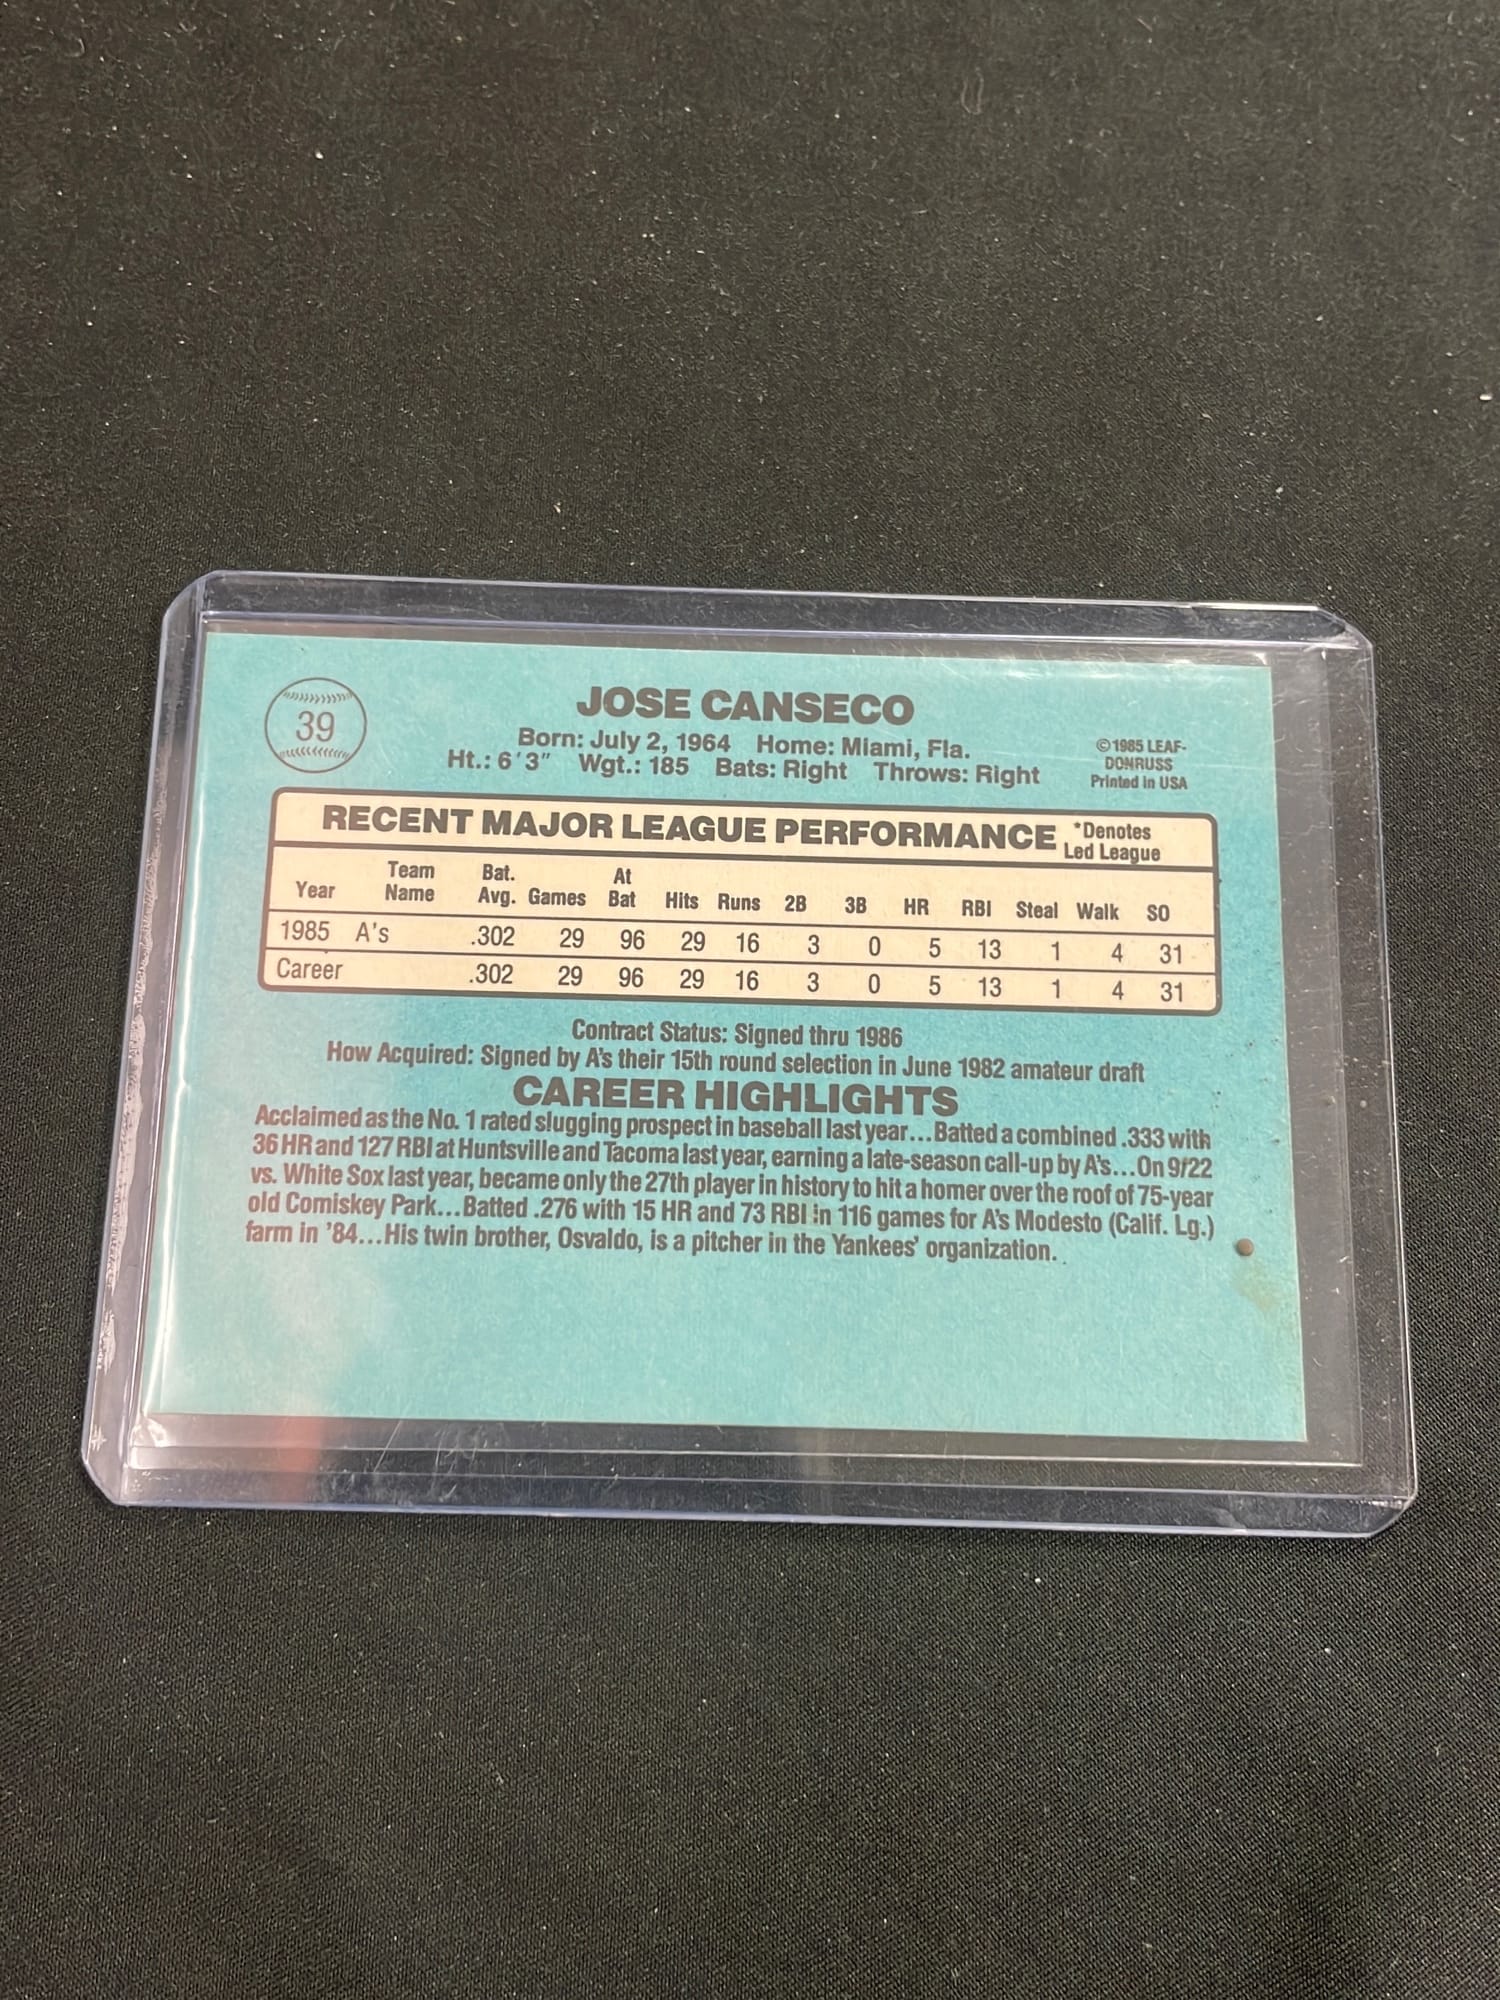 39
JOSE CANSECO
Born: July 2, 1964 Home: Miami, Fla.
Ht.: 6'3" Wgt.: 185 Bats: Right Throws: Right
©1985 LEAF-
DONRUSS
Printed in USA
RECENT MAJOR LEAGUE PERFORMANCE *Denotes Led League
Year Team Name Bat. Avg. Games At Bat Hits Runs 2B 3B HR RBI Steal Walk SO
1985 A's .302 29 96 29 16 3 0 5 13 1 4 31
Career .302 29 96 29 16 3 0 5 13 1 4 31
Contract Status: Signed thru 1986
How Acquired: Signed by A's their 15th round selection in June 1982 amateur draft
CAREER HIGHLIGHTS
Acclaimed as the No. 1 rated slugging prospect in baseball last year...Batted a combined .333 with
36 HR and 127 RBI at Huntsville and Tacoma last year, earning a late-season call-up by A's...On 9/22
vs. White Sox last year, became only the 27th player in history to hit a homer over the roof of 75-year
old Comiskey Park...Batted .276 with 15 HR and 73 RBI in 116 games for A's Modesto (Calif. Lg.)
farm in '84...His twin brother, Osvaldo, is a pitcher in the Yankees' organization.